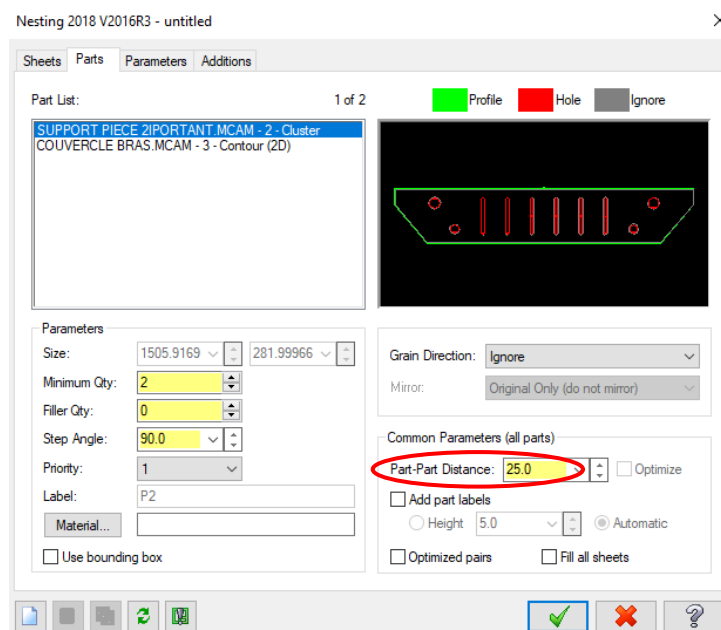 Nesting 2018 V2016R3 - untitled
Sheets Parts Parameters Additions
Part List: 1 of 2 Profile Hole Ignore
SUPPORT PIECE 2IPORTANT.MCAM - 2 - Cluster
COUVERCLE BRAS.MCAM - 3 - Contour (2D)
Parameters
Size: 1505.9169 281.99966
Minimum Qty: 2
Filler Qty: 0
Step Angle: 90.0
Priority: 1
Label: P2
Material...
Use bounding box
Grain Direction: Ignore
Mirror: Original Only (do not mirror)
Common Parameters (all parts)
Part-Part Distance: 25.0 Optimize
Add part labels
Height 5.0 Automatic
Optimized pairs Fill all sheets